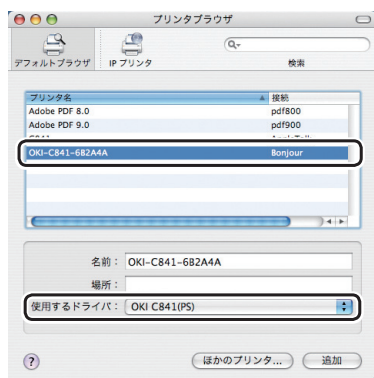 プリンタブラウザ
デフォルトブラウザ IP プリンタ 検索
プリンタ名 接続
Adobe PDF 8.0 pdf800
Adobe PDF 9.0 pdf900
OKI-C841-6B2A4A Bonjour
名前： OKI-C841-6B2A4A
場所：
使用するドライバ： OKI C841(PS)
? ほかのプリンタ... 追加